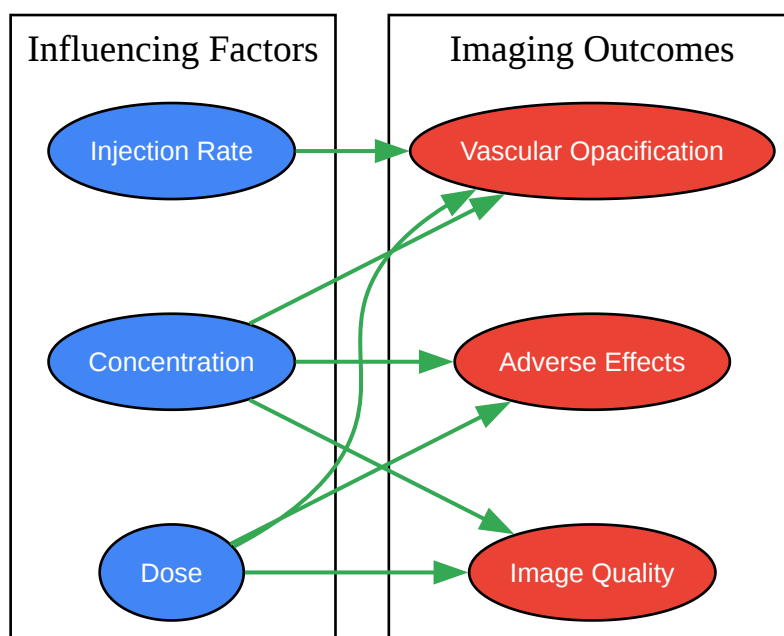 Influencing Factors
Imaging Outcomes
Injection Rate
Vascular Opacification
Concentration
Adverse Effects
Dose
Image Quality